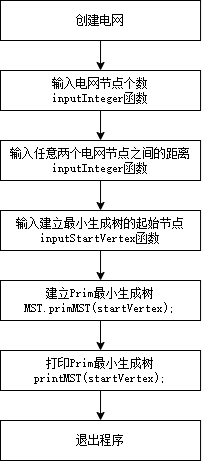 创建电网
输入电网节点个数
inputInteger函数
输入任意两个电网节点之间的距离
inputInteger函数
输入建立最小生成树的起始节点
inputStartVertex函数
建立Prim最小生成树
MST.primMST(startVertex);
打印Prim最小生成树
printMST(startVertex);
退出程序